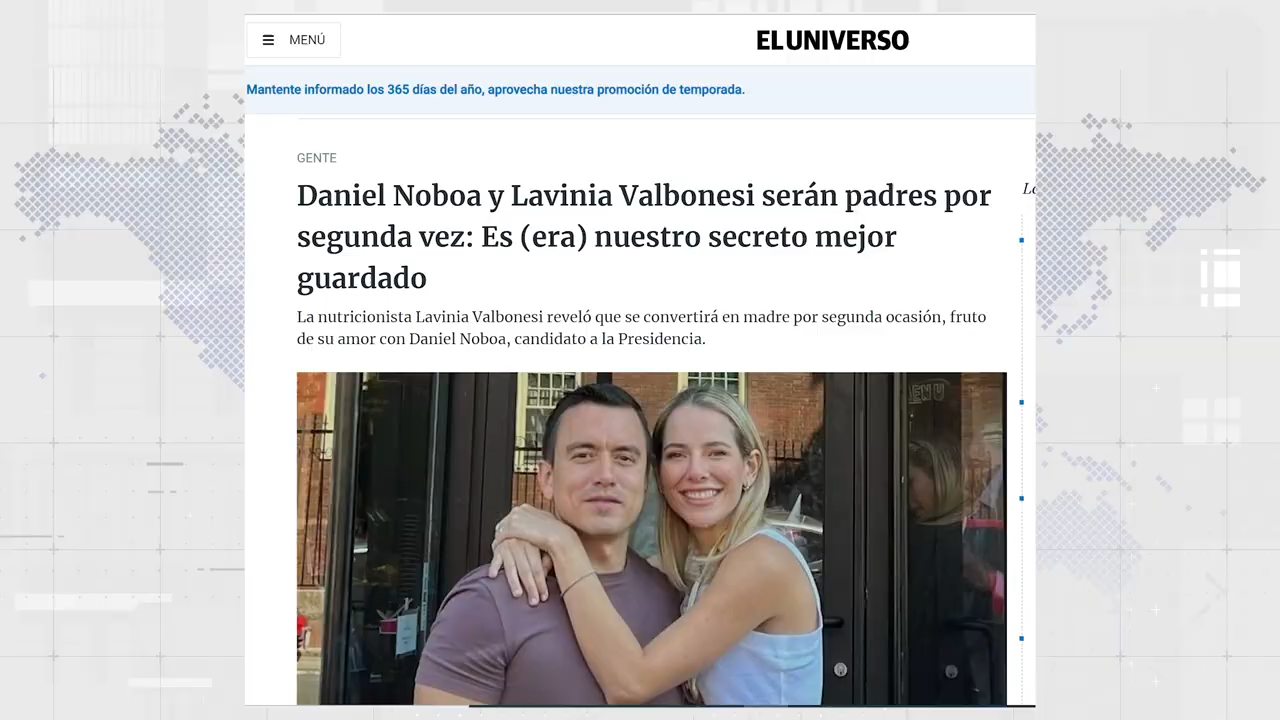 MENÚ
EL UNIVERSO
Mantente informado los 365 días del año, aprovecha nuestra promoción de temporada.
GENTE
Daniel Noboa y Lavinia Valbonesi serán padres por
segunda vez: Es (era) nuestro secreto mejor
guardado
La nutricionista Lavinia Valbonesi reveló que se convertirá en madre por segunda ocasión, fruto
de su amor con Daniel Noboa, candidato a la Presidencia.